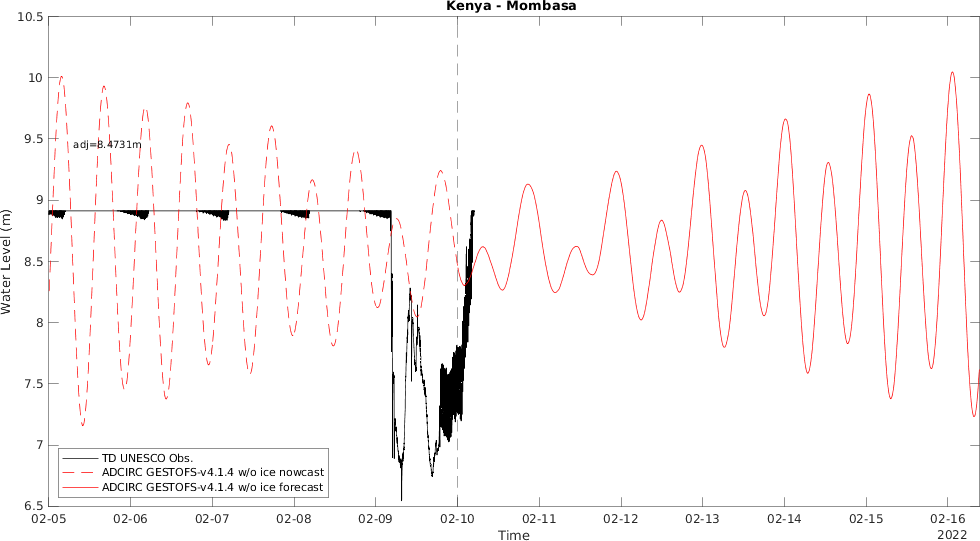 Kenya - Mombasa
10.5
10
9.5
9
8.5
8
7.5
7
6.5
Water Level (m)
adj=8.4731m
TD UNESCO Obs.
ADCIRC GESTOFS-v4.1.4 w/o ice nowcast
ADCIRC GESTOFS-v4.1.4 w/o ice forecast
02-05 02-06 02-07 02-08 02-09 02-10 02-11 02-12 02-13 02-14 02-15 02-16
Time
2022